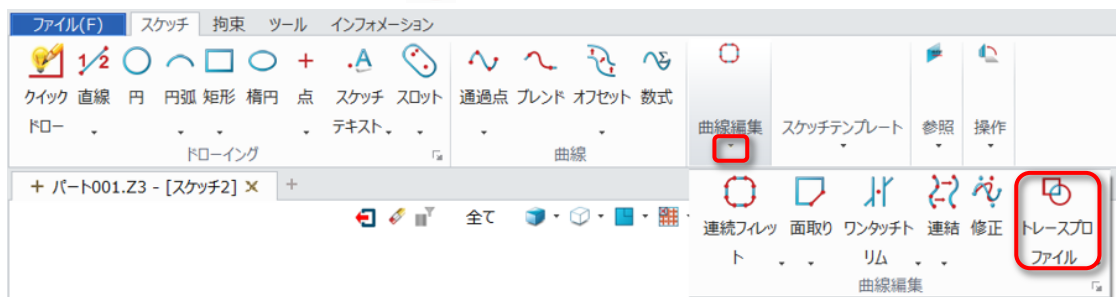 ファイル(F) スケッチ 拘束 ツール インフォメーション
クイック 直線 円 円弧 矩形 楕円 点 スケッチ スロット 通過点 ブレンド オフセット 数式
ドロー テキスト 曲線編集 スケッチテンプレート 参照 操作
ドローイング 曲線
+ パート001.Z3 - [スケッチ2] × +
全て
連続フィレッ 面取り ワンタッチト 連結 修正 トレースプロ
ト リム ファイル
曲線編集